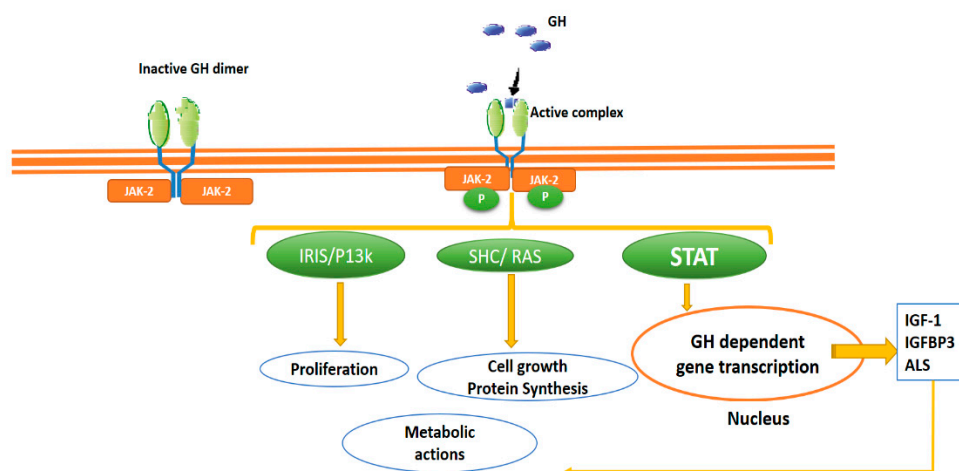 GH
Inactive GH dimer
Active complex
JAK-2
JAK-2
JAK-2
JAK-2
P
P
IRIS/P13k
SHC/ RAS
STAT
Proliferation
Cell growth
Protein Synthesis
GH dependent
gene transcription
Nucleus
IGF-1
IGFBP3
ALS
Metabolic
actions